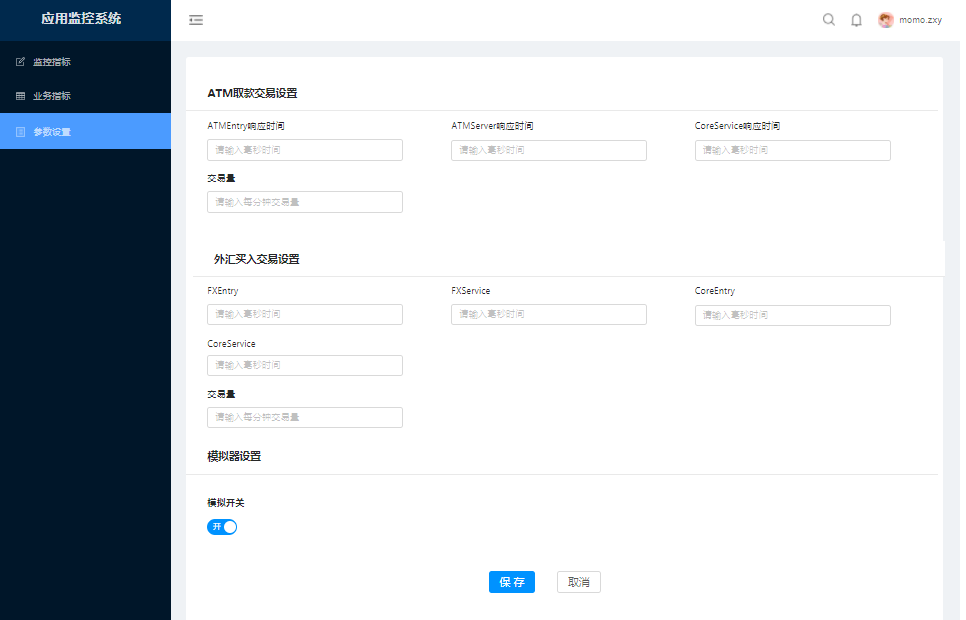 应用监控系统
momo.zxy
监控指标
业务指标
参数设置
ATM取款交易设置
ATMEntry响应时间
ATMServer响应时间
CoreService响应时间
请输入毫秒时间
请输入毫秒时间
请输入毫秒时间
交易量
请输入每分钟交易量
外汇买入交易设置
FXEntry
FXService
CoreEntry
请输入毫秒时间
请输入毫秒时间
请输入毫秒时间
CoreService
请输入毫秒时间
交易量
请输入每分钟交易量
模拟器设置
模拟开关
开
保存
取消